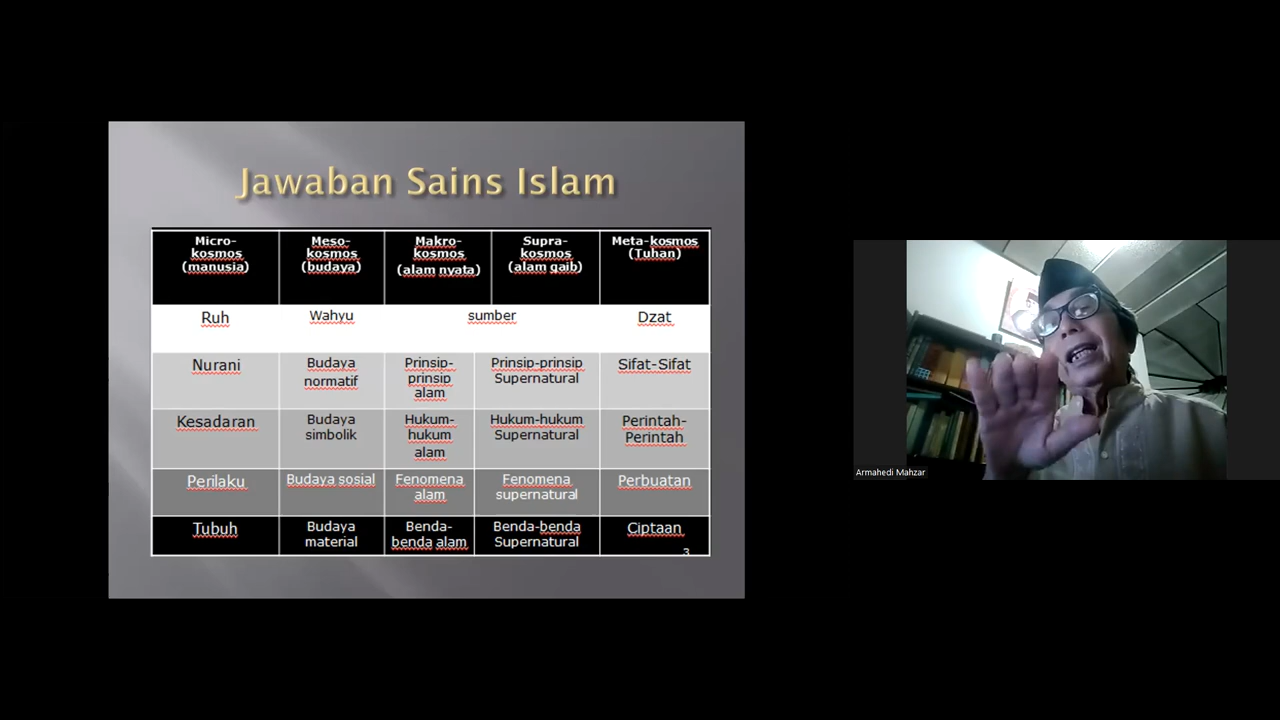 Jawaban Sains Islam
Micro-
kosmos
(manusia)
Meso-
kosmos
(budaya)
Makro-
kosmos
(alam nyata)
Supra-
kosmos
(alam gaib)
Meta-kosmos
(Tuhan)
Ruh
Wahyu
sumber
Dzat
Nurani
Budaya
normatif
Prinsip-
prinsip
alam
Prinsip-prinsip
Supernatural
Sifat-Sifat
Kesadaran
Budaya
simbolik
Hukum-
hukum
alam
Hukum-hukum
Supernatural
Perintah-
Perintah
Perilaku
Budaya sosial
Fenomena
alam
Fenomena
supernatural
Perbuatan
Tubuh
Budaya
material
Benda-
benda alam
Benda-benda
Supernatural
Ciptaan
3
Armahedi Mahzar